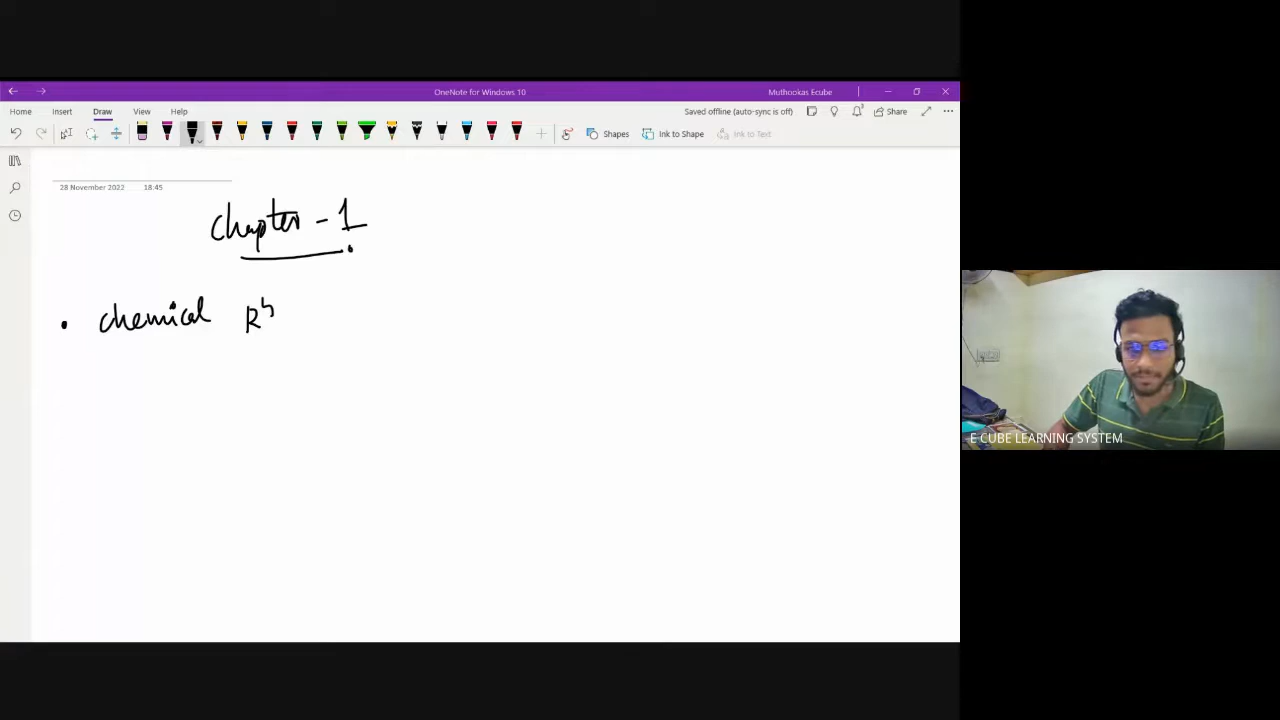 OneNote for Windows 10
Muthookas Ecube
Home Insert Draw View Help
Saved offline (auto-sync is off)
3
Share
Shapes
Ink to Shape
Ink to Text
28 November 2022 18:45
Chapter - 1
• chemical
E CUBE LEARNING SYSTEM